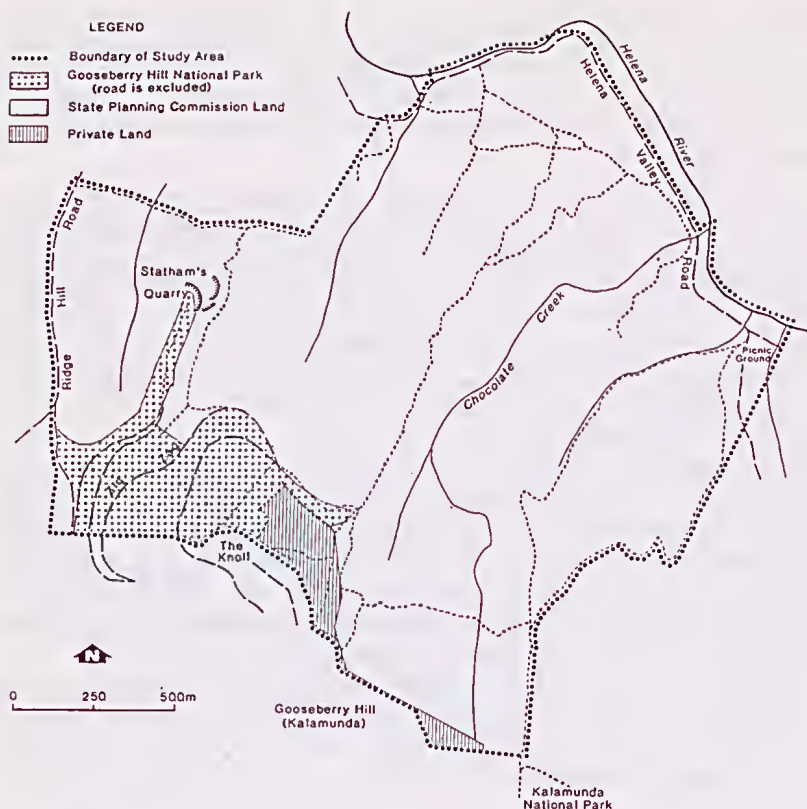 LEGEND
Boundary of Study Area
Gooseberry Hill National Park
(road is excluded)
State Planning Commission Land
Private Land
Helena
River
Helena
Valley
Road
Road
Hill
Ridge
Statham's
Quarry
Creek
Chocolate
Picnic
Ground
Zig
Zag
The Knoll
N
0 250 500m
Gooseberry Hill
(Kalamunda)
Kalamunda
National Park